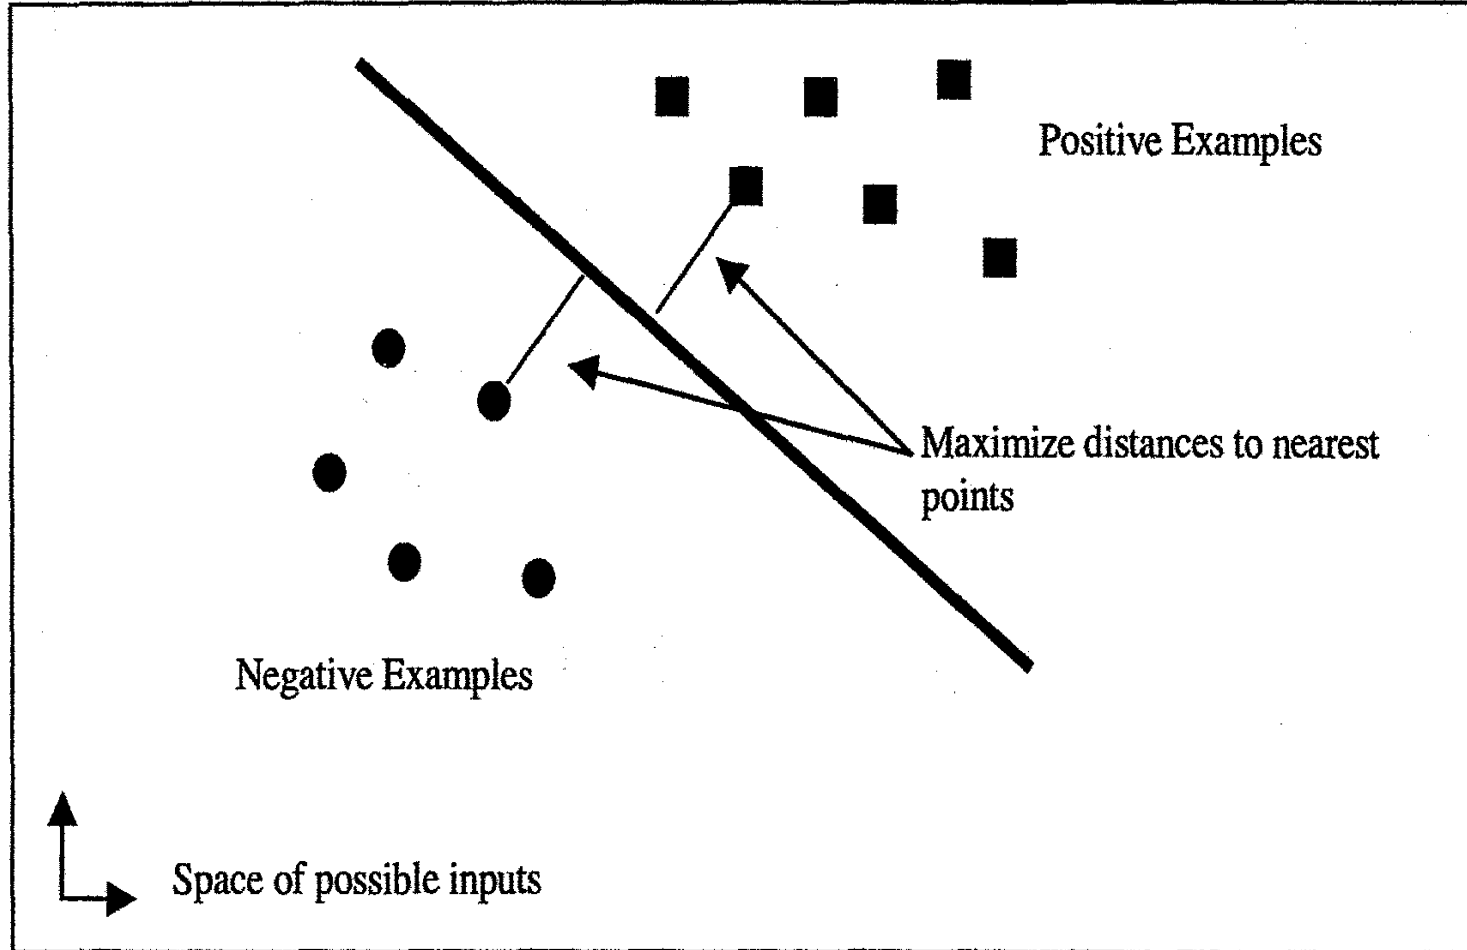 Positive Examples
Maximize distances to nearest
points
Negative Examples
Space of possible inputs